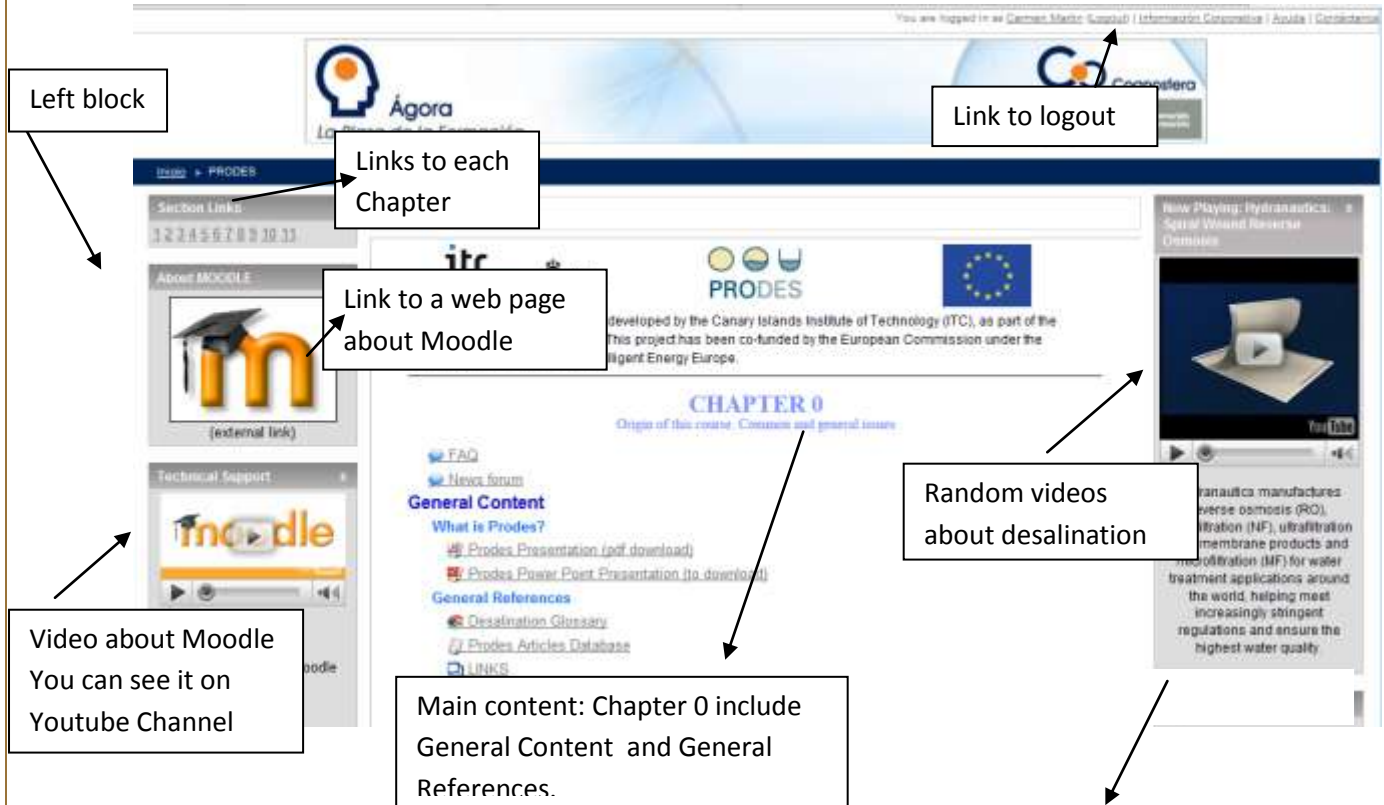 You are logged in as Carmen Martin (Logout) | Información Corporativa | Ayuda | Contáctenos
Left block
Ágora
Link to logout
Links to each
Chapter
Inicio ► PRODES
Section Links
1 2 3 4 5 6 7 8 9 10 11
Now Playing: Hydranautics:
Spiral Wound Reverse
Osmosis
itc
PRODES
About MOODLE
Link to a web page
about Moodle
developed by the Canary Islands Institute of Technology (ITC), as part of the
This project has been co-funded by the European Commission under the
lligent Energy Europe.
m
(external link)
CHAPTER 0
Origin of this course. Common and general issues
YouTube
FAQ
News forum
General Content
What is Prodes?
Prodes Presentation (pdf download)
Prodes Power Point Presentation (to download)
General References
Desalination Glossary
Prodes Articles Database
LINKS
Technical Support
moodle
Random videos
about desalination
ranautics manufactures
everse osmosis (RO),
filtration (NF), ultrafiltration
membrane products and
microfiltration (MF) for water
treatment applications around
the world, helping meet
increasingly stringent
regulations and ensure the
highest water quality
Video about Moodle
You can see it on
Youtube Channel
oodle
Main content: Chapter 0 include
General Content and General
References.